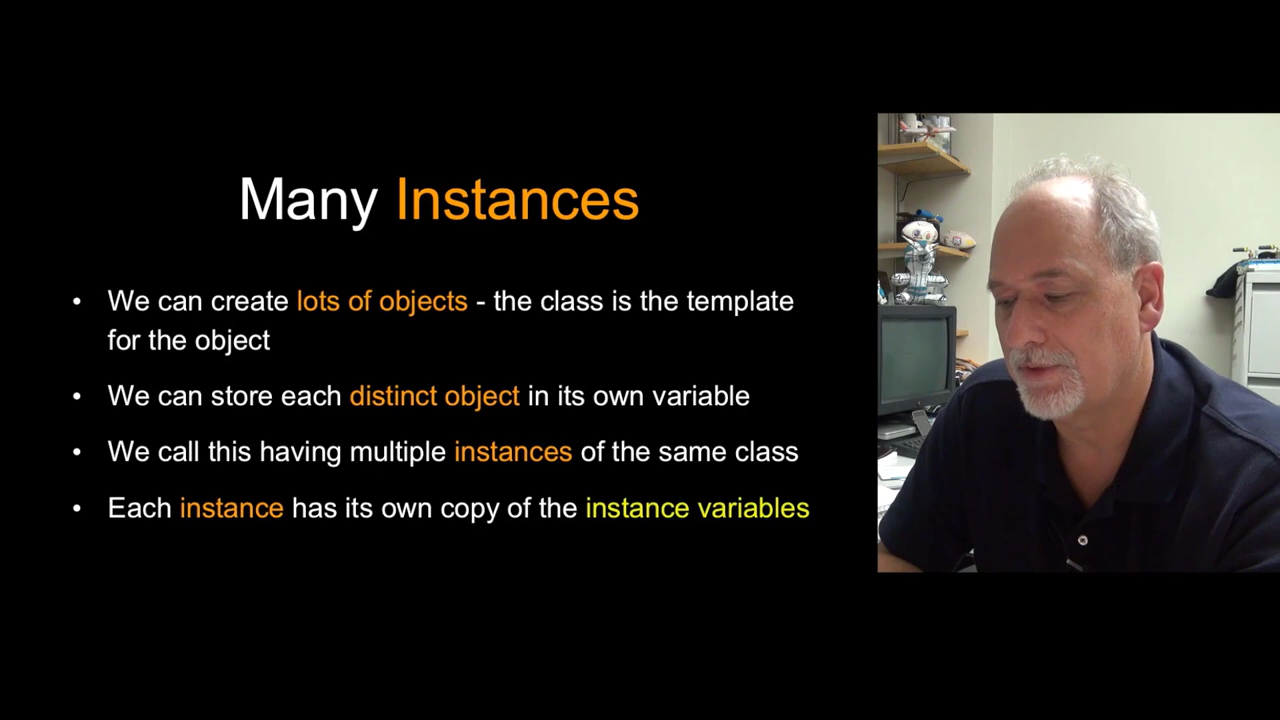 Many Instances
• We can create lots of objects - the class is the template
for the object
• We can store each distinct object in its own variable
• We call this having multiple instances of the same class
• Each instance has its own copy of the instance variables